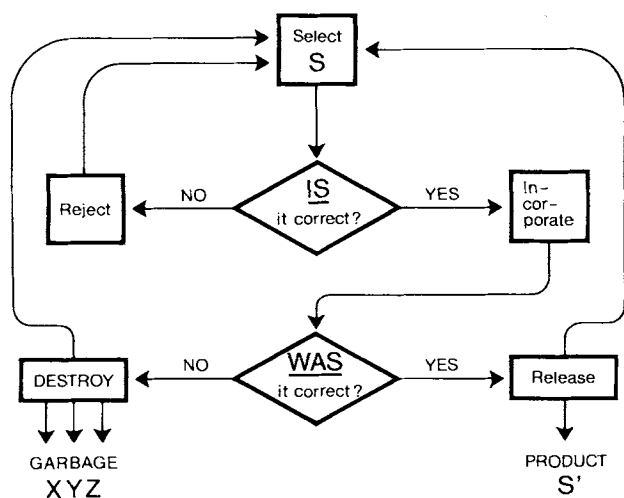 Select
S
NO
IS
it correct?
YES
Reject
In-
cor-
porate
NO
WAS
it correct?
YES
DESTROY
Release
GARBAGE
XYZ
PRODUCT
S'